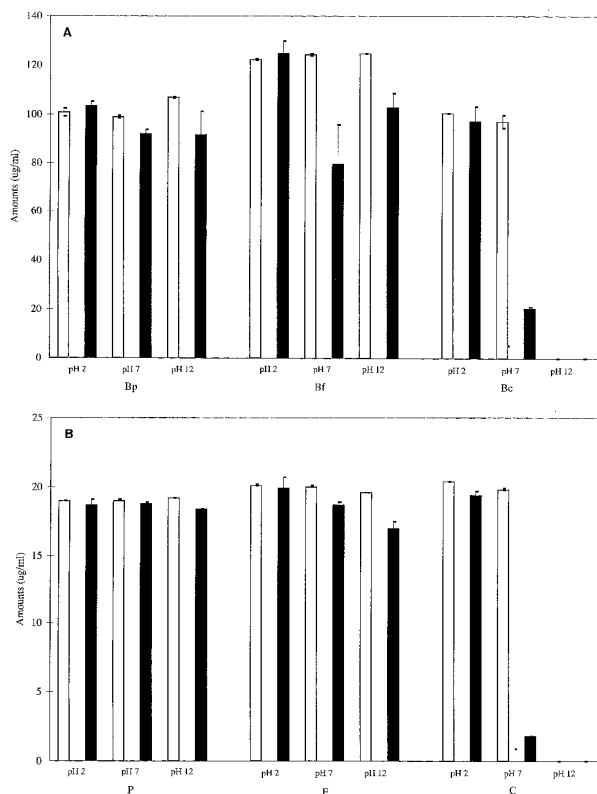 A
140
120
100
80
60
40
20
0
Amounts (ug/ml)
pH 2 pH 7 pH 12 pH 2 pH 7 pH 12 pH 2 pH 7 pH 12
Bp Bf Bc
B
25
20
15
10
5
0
Amounts (ug/ml)
pH 2 pH 7 pH 12 pH 2 pH 7 pH 12 pH 2 pH 7 pH 12
P F C